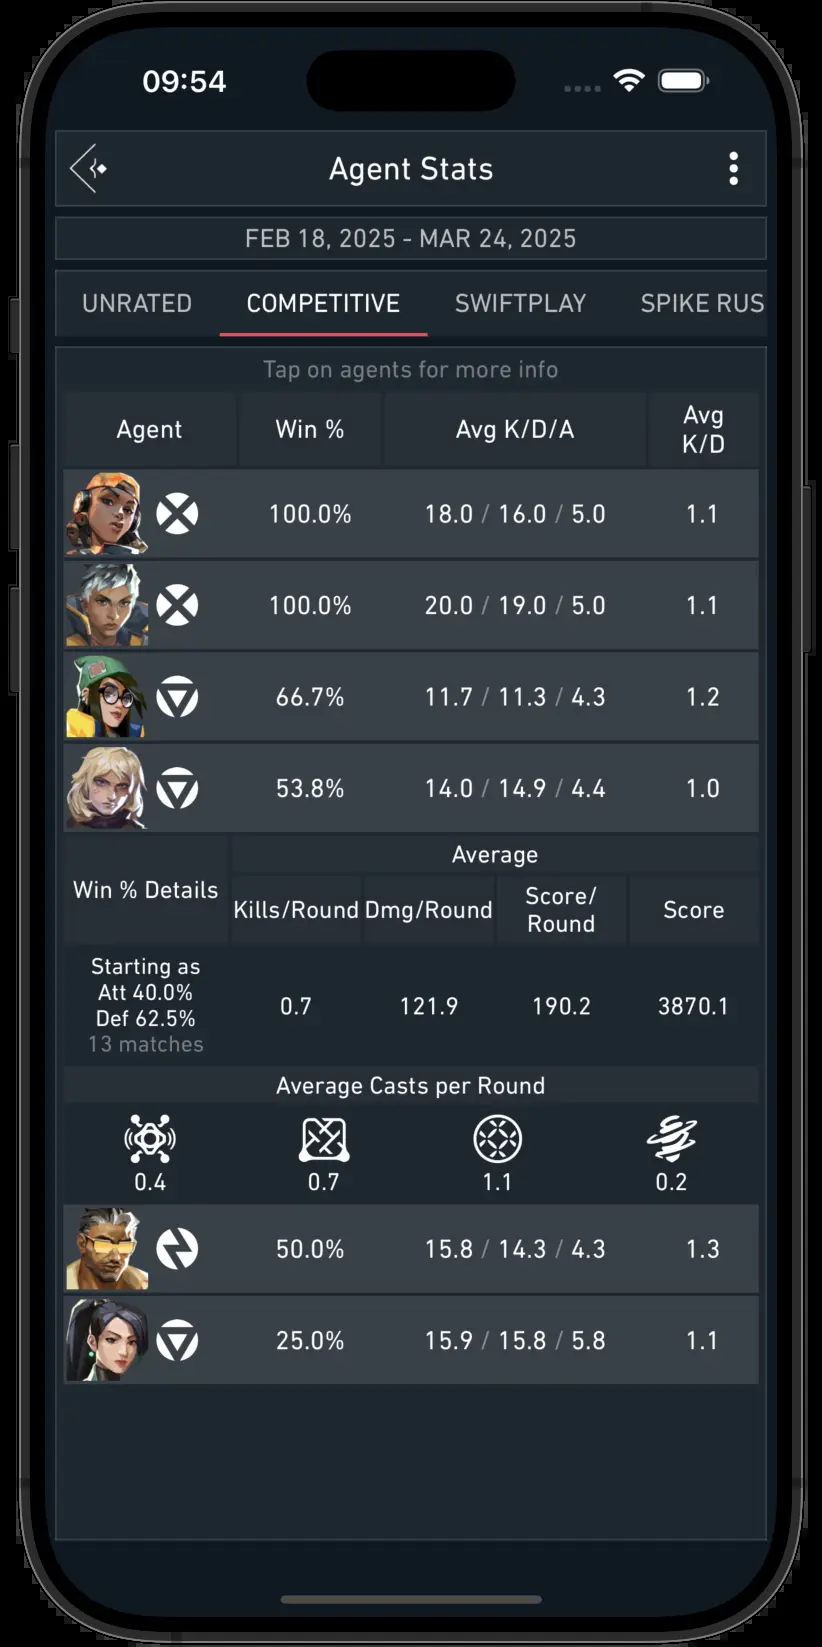 09:54
Agent Stats
FEB 18, 2025 - MAR 24, 2025
UNRATED COMPETITIVE SWIFTPLAY SPIKE RUS
Tap on agents for more info
Agent Win % Avg K/D/A Avg K/D
100.0% 18.0 / 16.0 / 5.0 1.1
100.0% 20.0 / 19.0 / 5.0 1.1
66.7% 11.7 / 11.3 / 4.3 1.2
53.8% 14.0 / 14.9 / 4.4 1.0
Average
Win % Details Kills/Round Dmg/Round Score/Round Score
Starting as
Att 40.0%
Def 62.5%
13 matches
0.7 121.9 190.2 3870.1
Average Casts per Round
0.4 0.7 1.1 0.2
50.0% 15.8 / 14.3 / 4.3 1.3
25.0% 15.9 / 15.8 / 5.8 1.1